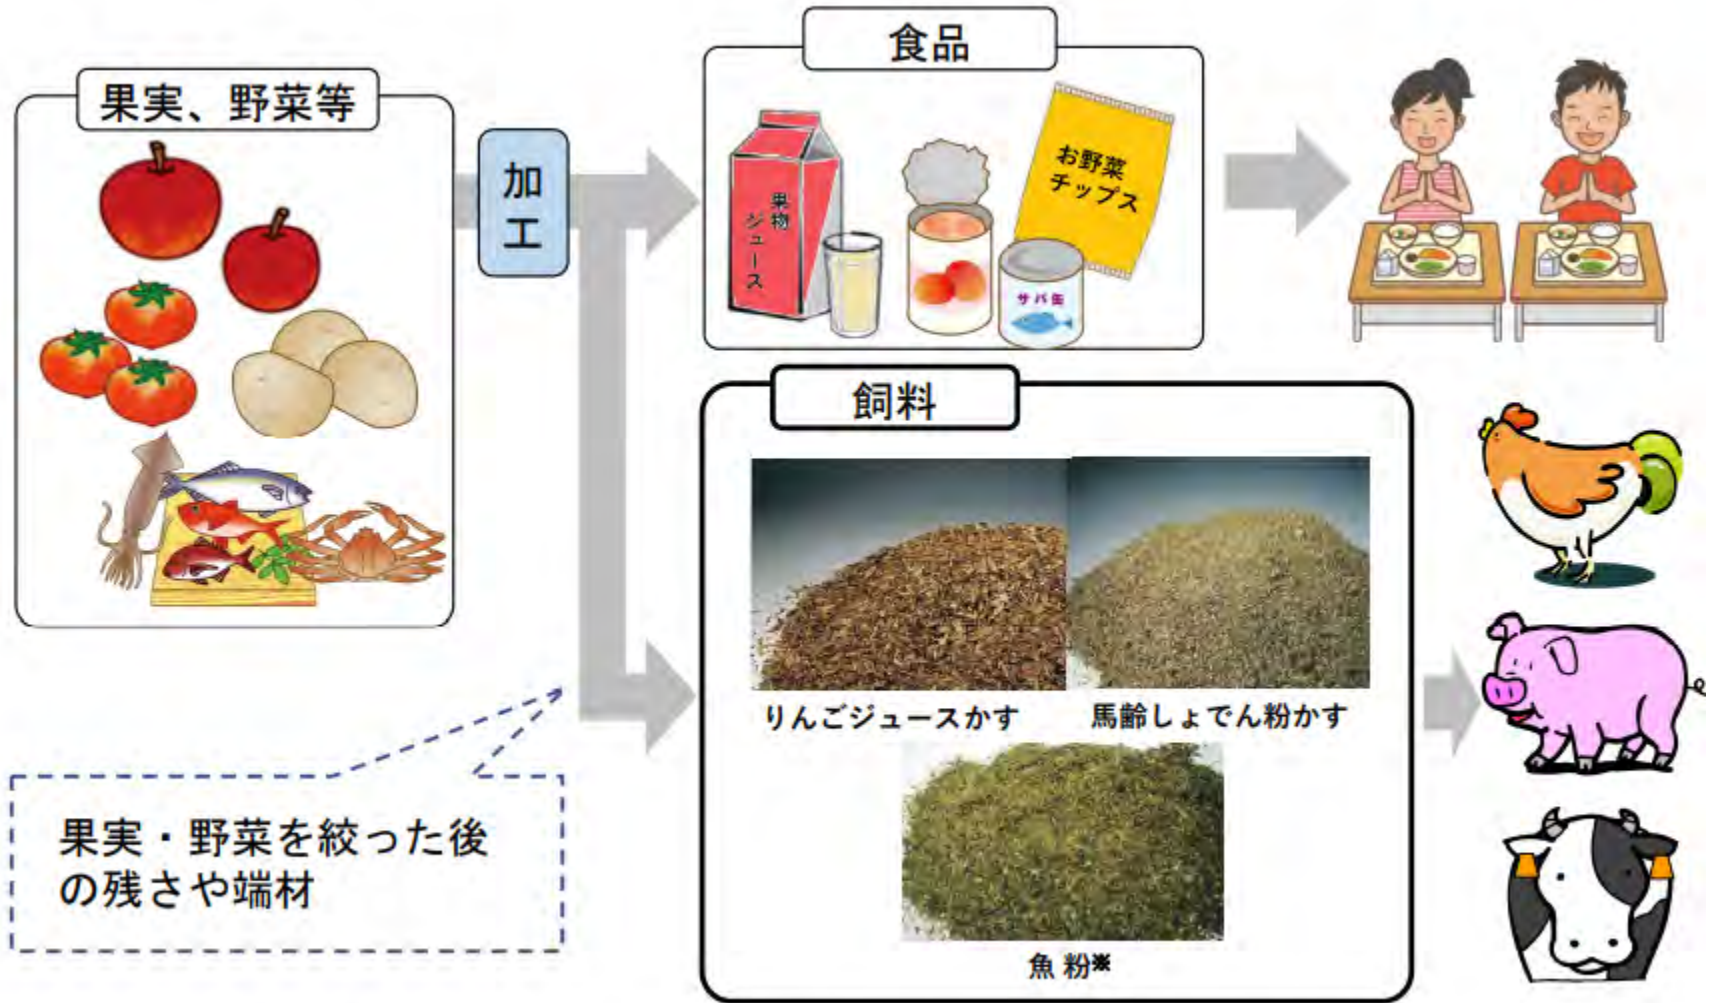 果実、野菜等
加工
食品
果物
ジュース
お野菜
チップス
サバ缶
飼料
りんごジュースかす
馬齢しょでん粉かす
魚粉※
果実・野菜を絞った後
の残さや端材